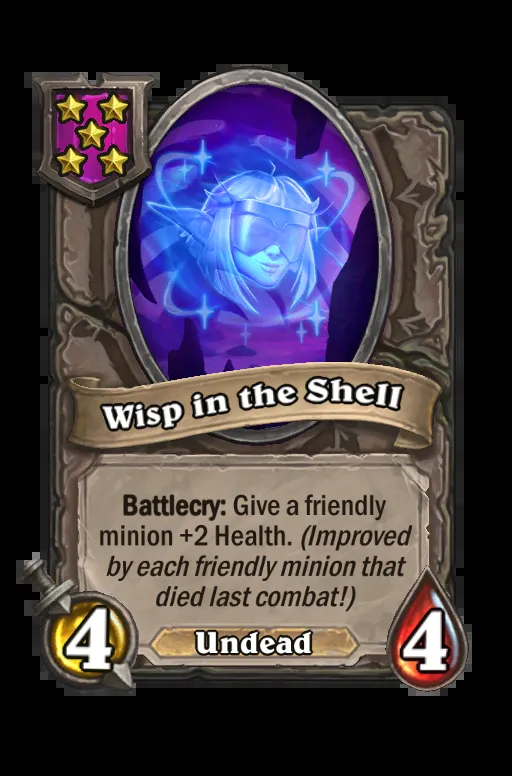 Wisp in the Shell
Battlecry: Give a friendly
minion +2 Health. (Improved
by each friendly minion that
died last combat!)
4
Undead
4